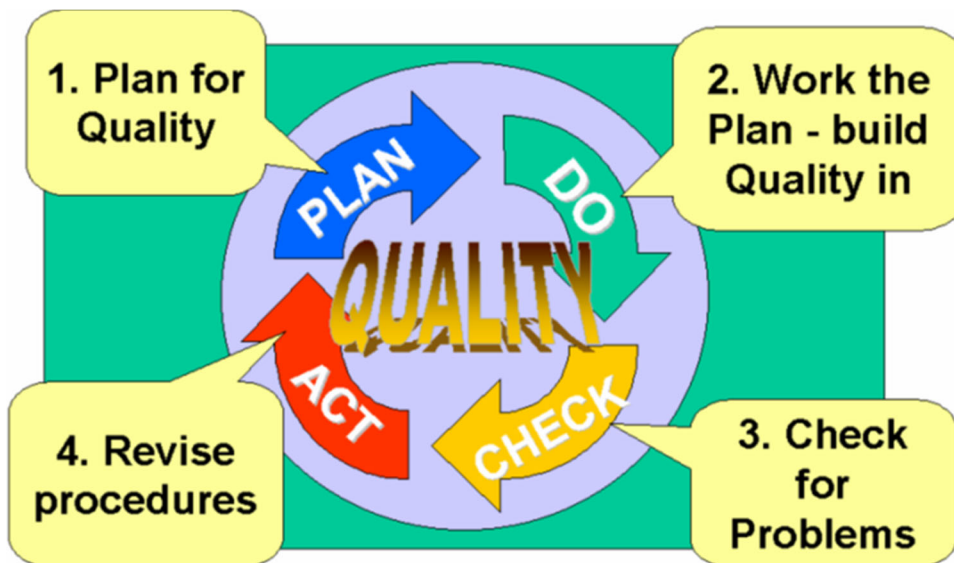 1. Plan for
Quality
2. Work the
Plan - build
Quality in
PLAN
DO
QUALITY
ACT
CHECK
4. Revise
procedures
3. Check
for
Problems